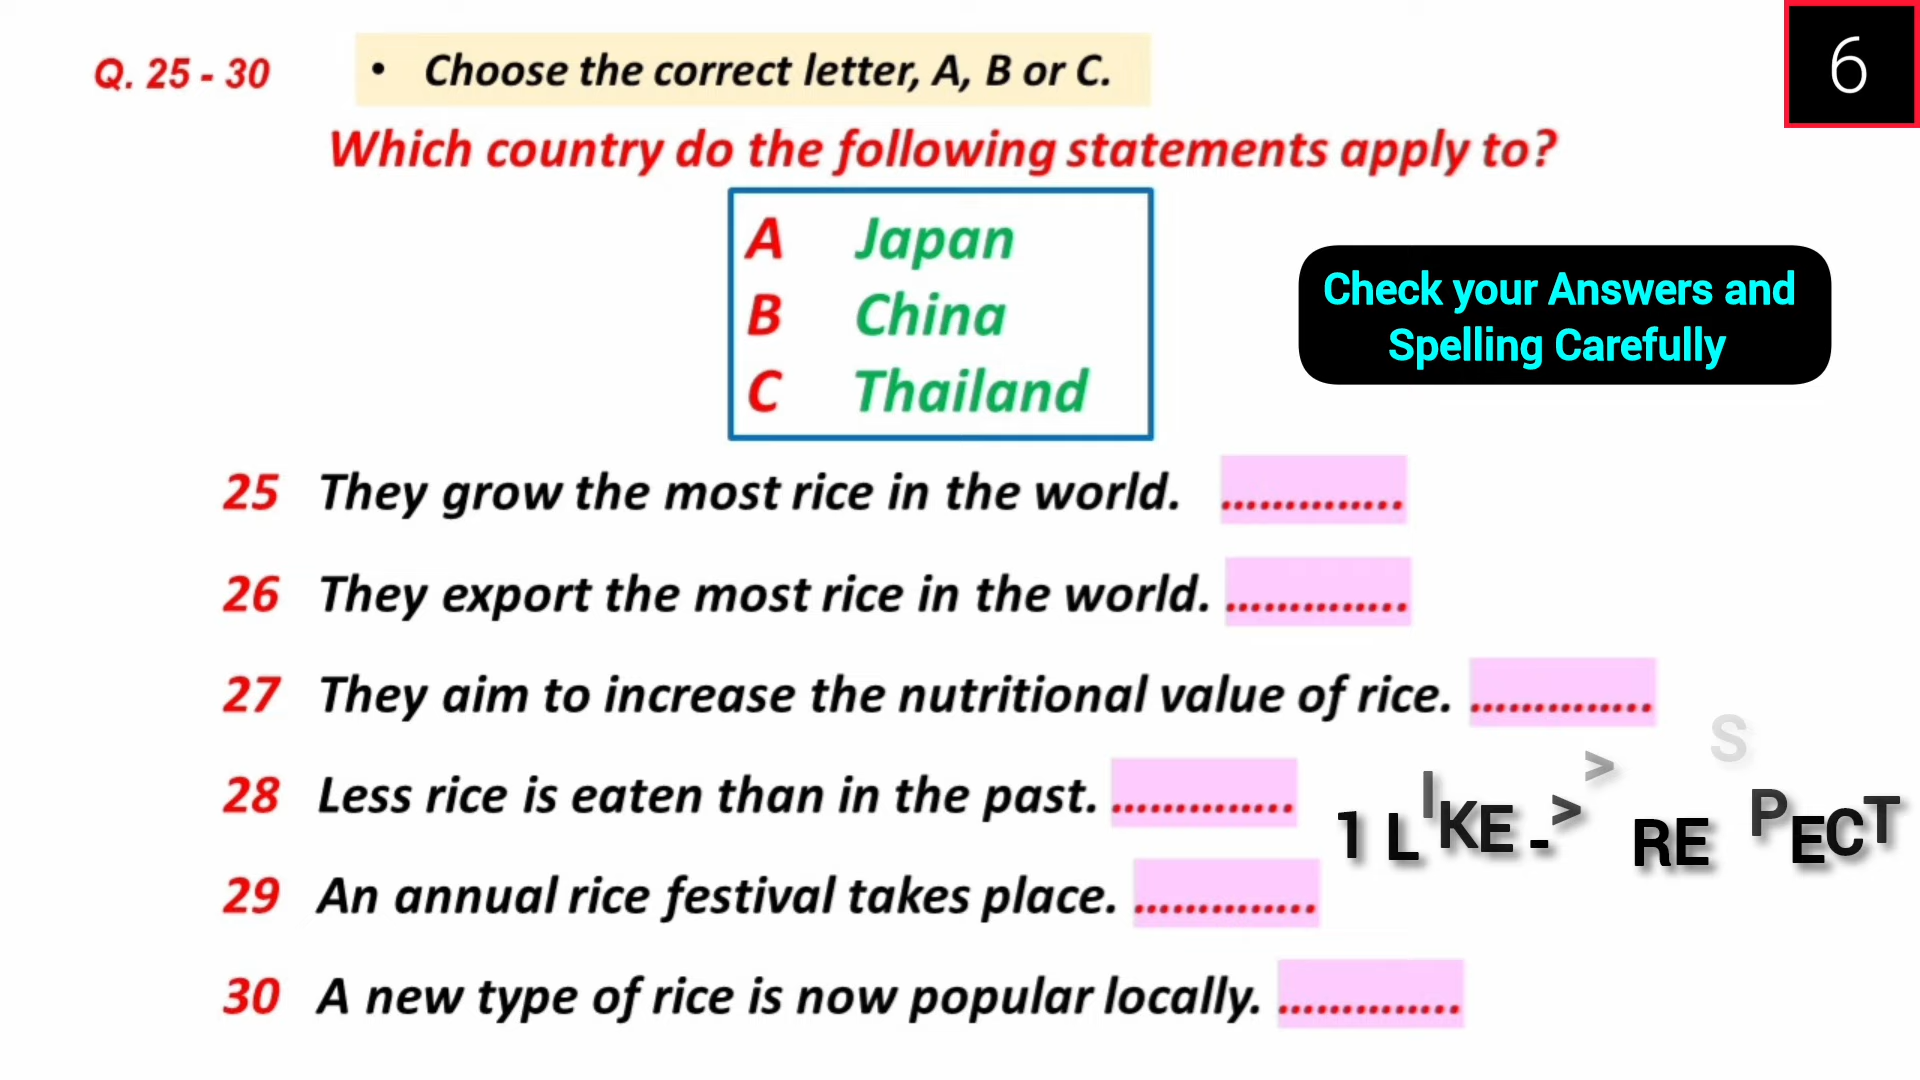 Q. 25 - 30
• Choose the correct letter, A, B or C.
6
Which country do the following statements apply to?
A Japan
B China
C Thailand
Check your Answers and
Spelling Carefully
25 They grow the most rice in the world. ..............
26 They export the most rice in the world. ..............
27 They aim to increase the nutritional value of rice. ..............
28 Less rice is eaten than in the past. ..............
1 LIKE ->> RESPECT
29 An annual rice festival takes place. ..............
30 A new type of rice is now popular locally. ..............